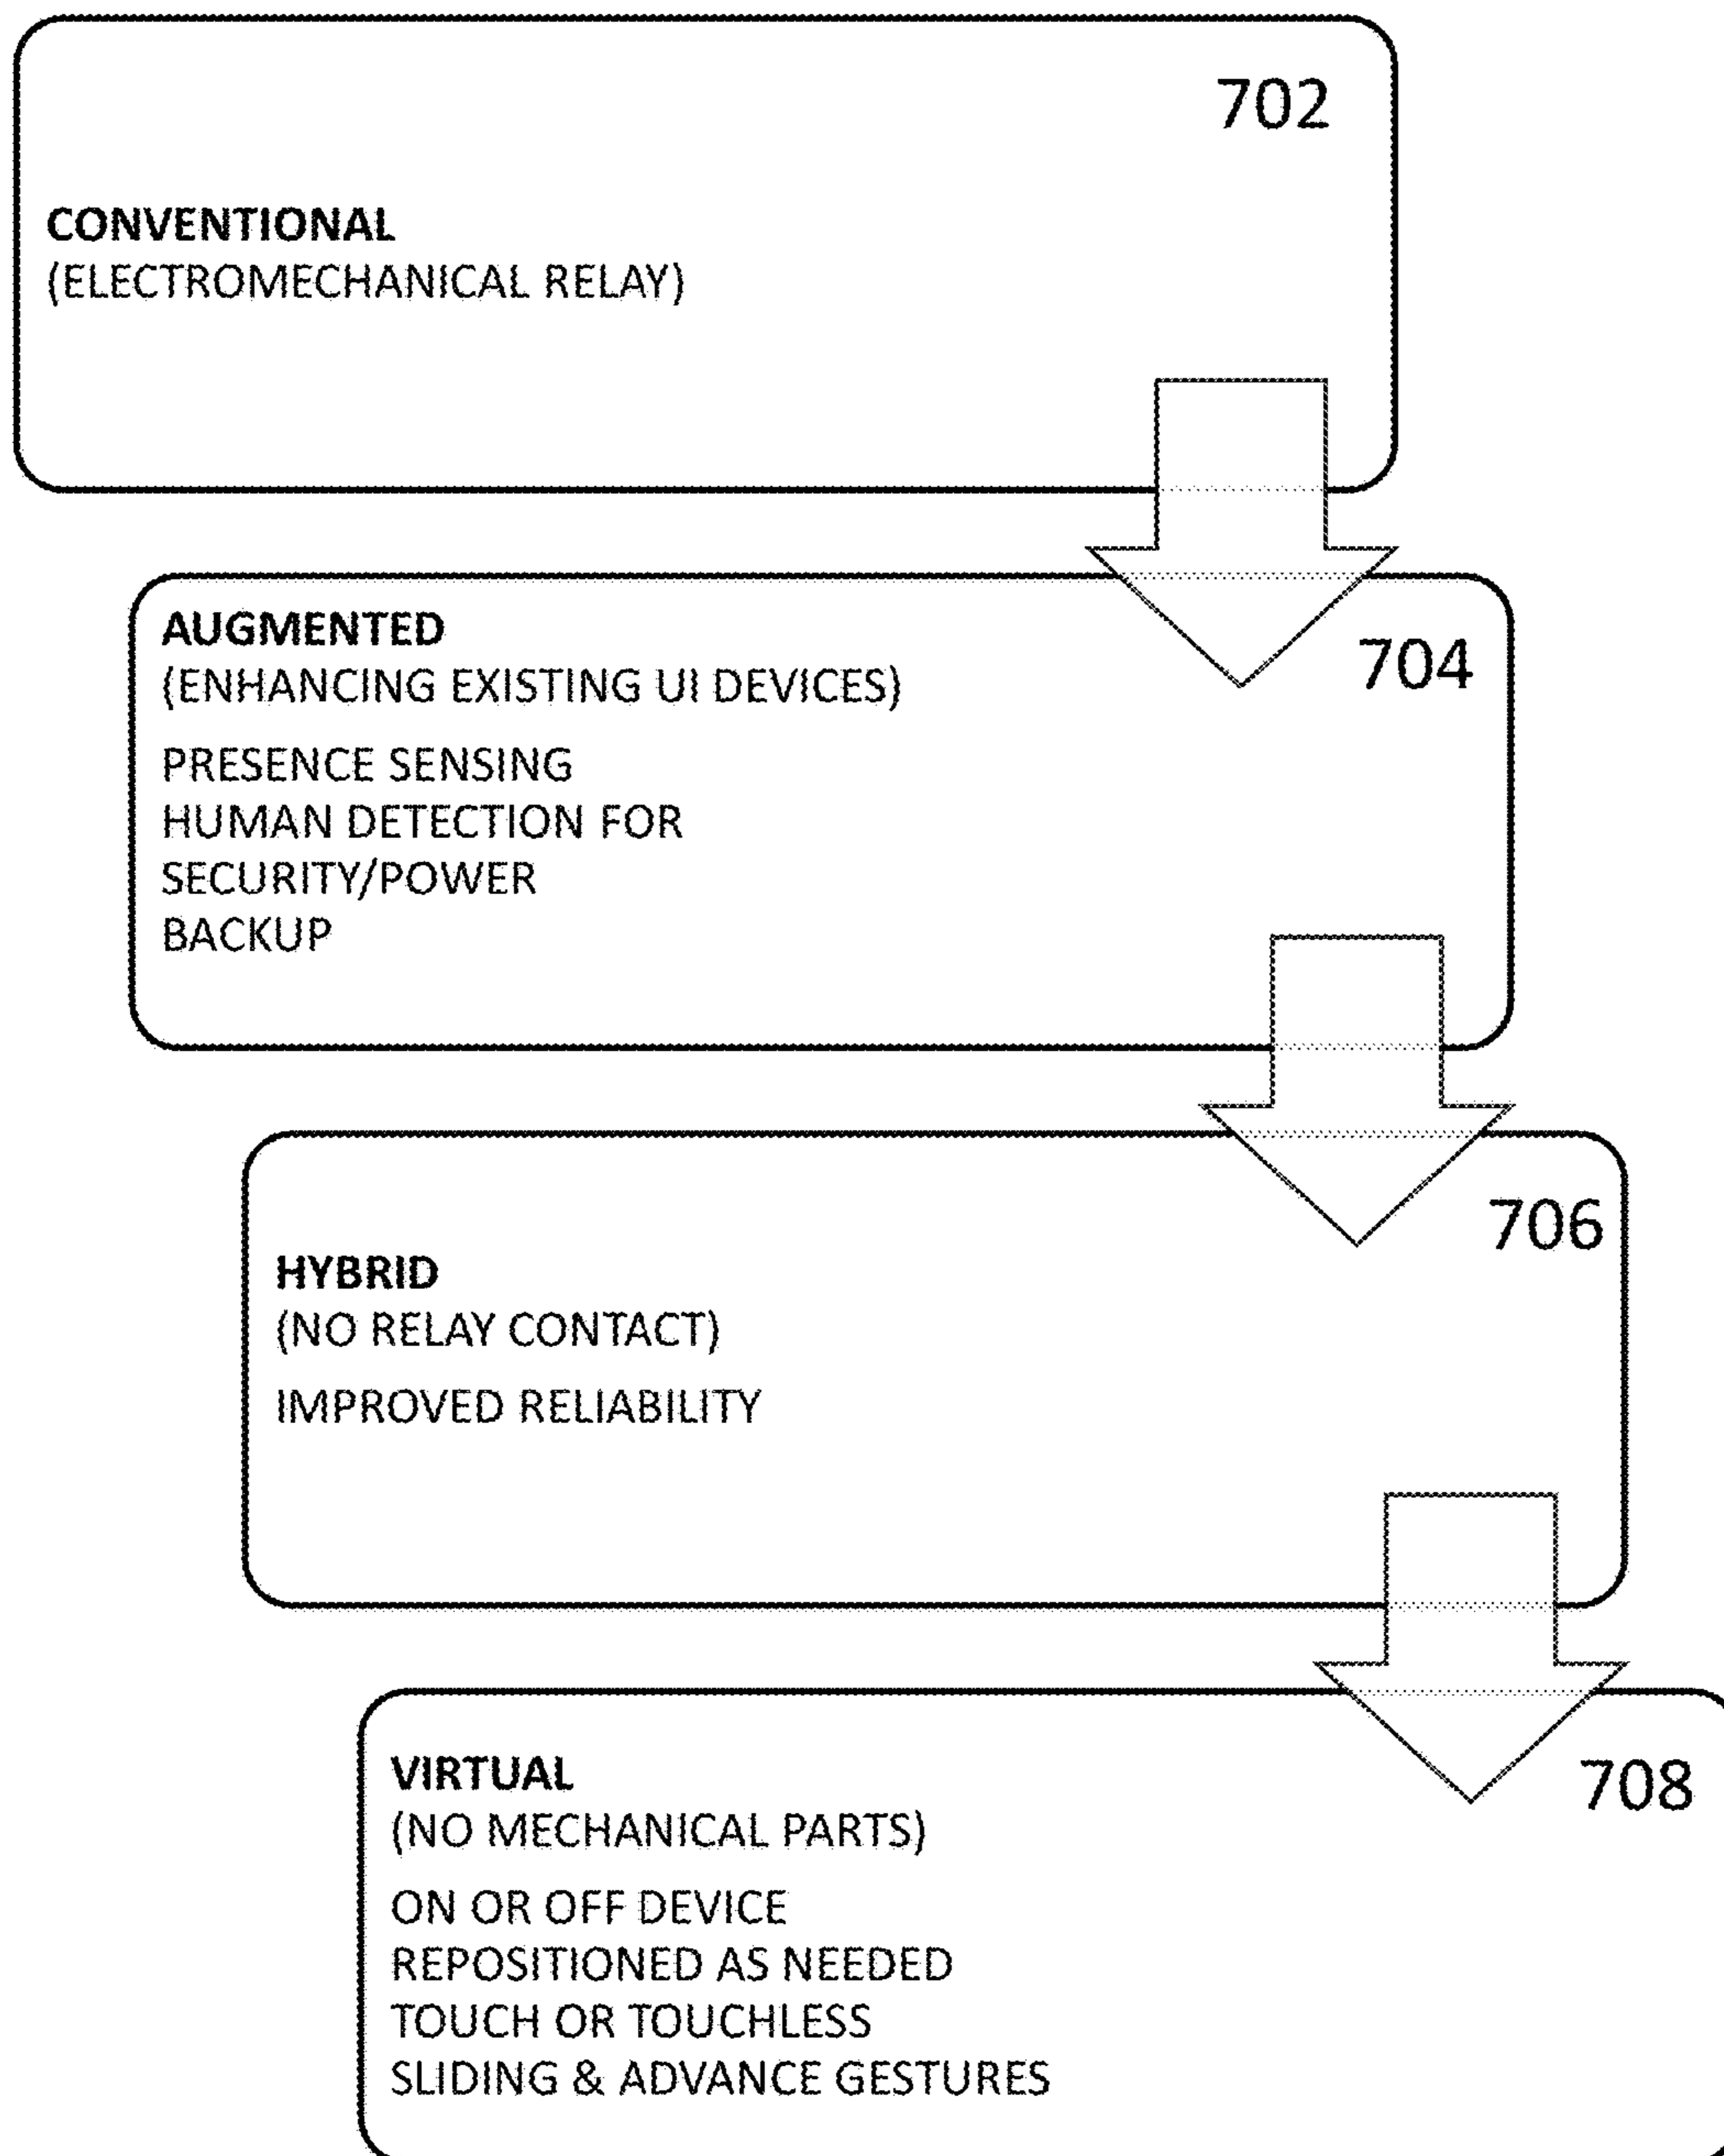 702
CONVENTIONAL
(ELECTROMECHANICAL RELAY)
704
AUGMENTED
(ENHANCING EXISTING UI DEVICES)
PRESENCE SENSING
HUMAN DETECTION FOR
SECURITY/POWER
BACKUP
706
HYBRID
(NO RELAY CONTACT)
IMPROVED RELIABILITY
708
VIRTUAL
(NO MECHANICAL PARTS)
ON OR OFF DEVICE
REPOSITIONED AS NEEDED
TOUCH OR TOUCHLESS
SLIDING & ADVANCE GESTURES